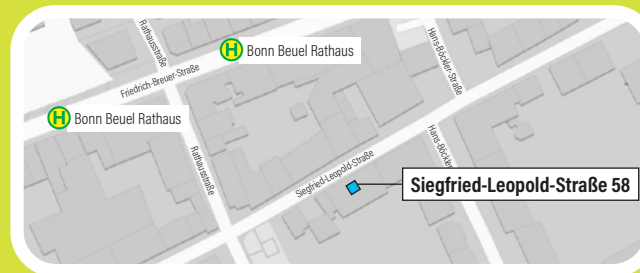 Rathausstraße
Hans-Böckler-Straße
H Bonn Beuel Rathaus
Friedrich-Breuer-Straße
H Bonn Beuel Rathaus
Rathausstraße
Hans-Böckler
Siegfried-Leopold-Straße
Siegfried-Leopold-Straße 58